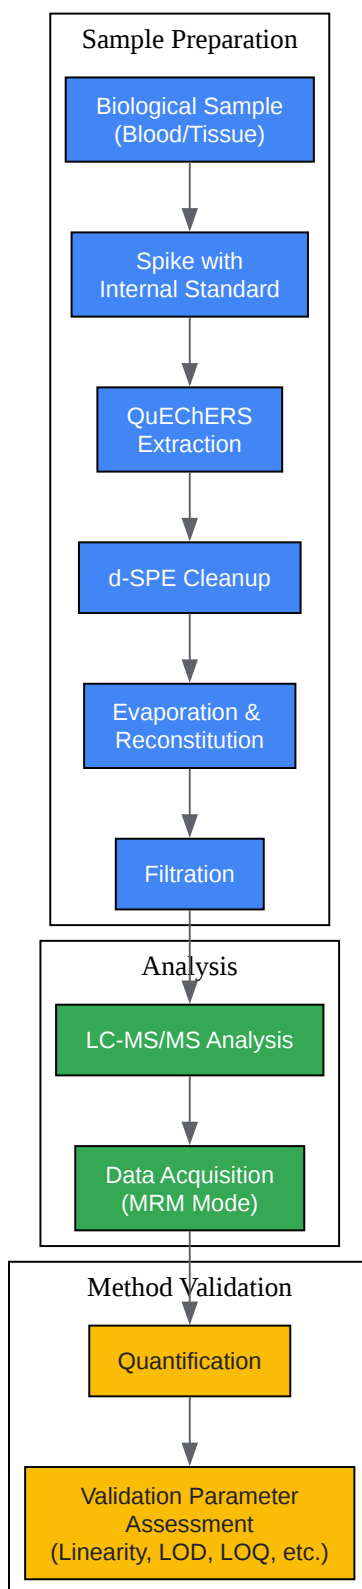 Sample Preparation
Biological Sample
(Blood/Tissue)
Spike with
Internal Standard
QuEChERS
Extraction
d-SPE Cleanup
Evaporation &
Reconstitution
Filtration
Analysis
LC-MS/MS Analysis
Data Acquisition
(MRM Mode)
Method Validation
Quantification
Validation Parameter
Assessment
(Linearity, LOD, LOQ, etc.)